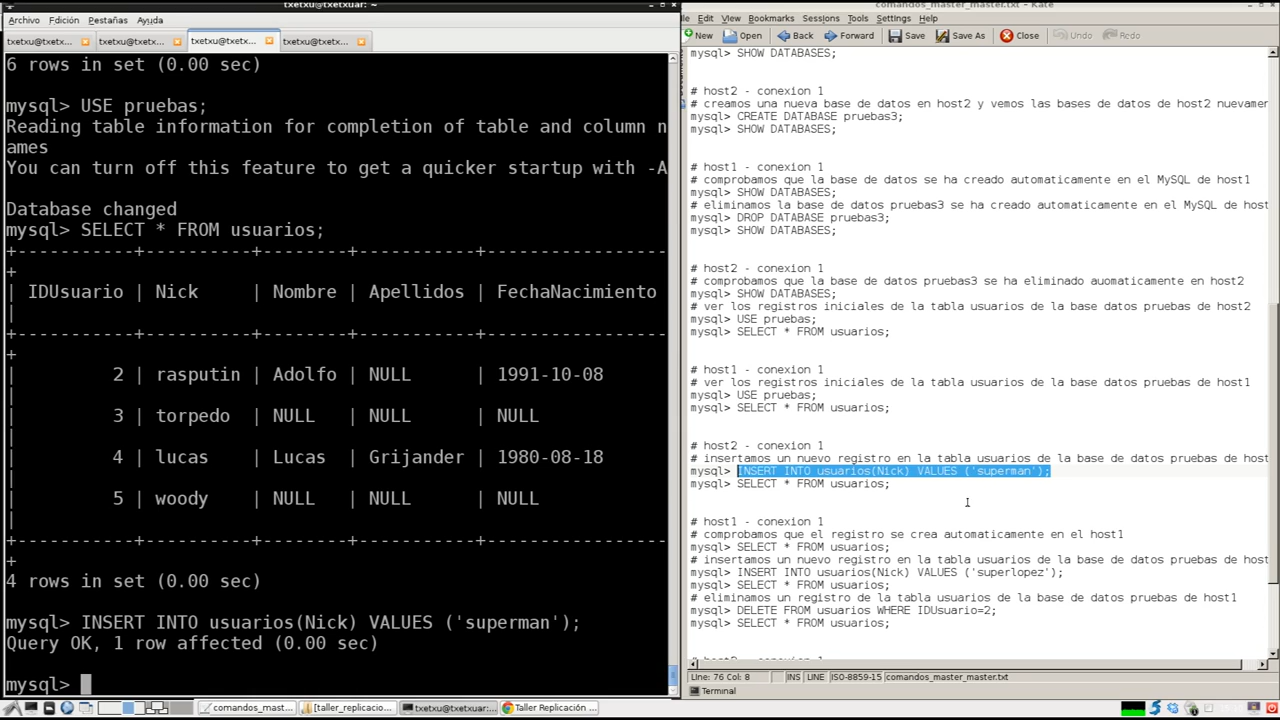 txetxu@txetxuar: ~
Archivo Edición Pestañas Ayuda
txetxu@txetx... txetxu@txetx... txetxu@txetx... txetxu@txetx...
6 rows in set (0.00 sec)
mysql> USE pruebas;
Reading table information for completion of table and column n
ames
You can turn off this feature to get a quicker startup with -A
Database changed
mysql> SELECT * FROM usuarios;
+-----------+----------+--------+-----------+-----------------
+
| IDUsuario | Nick | Nombre | Apellidos | FechaNacimiento
|
+-----------+----------+--------+-----------+-----------------
+
| 2 | rasputin | Adolfo | NULL | 1991-10-08
|
| 3 | torpedo | NULL | NULL | NULL
|
| 4 | lucas | Lucas | Grijander | 1980-08-18
|
| 5 | woody | NULL | NULL | NULL
|
+-----------+----------+--------+-----------+-----------------
+
4 rows in set (0.00 sec)
mysql> INSERT INTO usuarios(Nick) VALUES ('superman');
Query OK, 1 row affected (0.00 sec)
mysql>
comandos_master_master.txt - Kate
Edit View Bookmarks Sessions Tools Settings Help
New Open Back Forward Save Save As Close Undo Redo
mysql> SHOW DATABASES;
# host2 - conexion 1
# creamos una nueva base de datos en host2 y vemos las bases de datos de host2 nuevamen
mysql> CREATE DATABASE pruebas3;
mysql> SHOW DATABASES;
# host1 - conexion 1
# comprobamos que la base de datos se ha creado automaticamente en el MySQL de host1
mysql> SHOW DATABASES;
# eliminamos la base de datos pruebas3 se ha creado automaticamente en el MySQL de host
mysql> DROP DATABASE pruebas3;
mysql> SHOW DATABASES;
# host2 - conexion 1
# comprobamos que la base de datos pruebas3 se ha eliminado auomaticamente en host2
mysql> SHOW DATABASES;
# ver los registros iniciales de la tabla usuarios de la base datos pruebas de host2
mysql> USE pruebas;
mysql> SELECT * FROM usuarios;
# host1 - conexion 1
# ver los registros iniciales de la tabla usuarios de la base datos pruebas de host1
mysql> USE pruebas;
mysql> SELECT * FROM usuarios;
# host2 - conexion 1
# insertamos un nuevo registro en la tabla usuarios de la base de datos pruebas de host
mysql> INSERT INTO usuarios(Nick) VALUES ('superman');
mysql> SELECT * FROM usuarios;
# host1 - conexion 1
# comprobamos que el registro se crea automaticamente en el host1
mysql> SELECT * FROM usuarios;
# insertamos un nuevo registro en la tabla usuarios de la base de datos pruebas de host
mysql> INSERT INTO usuarios(Nick) VALUES ('superlopez');
mysql> SELECT * FROM usuarios;
# eliminamos un registro de la tabla usuarios de la base de datos pruebas de host1
mysql> DELETE FROM usuarios WHERE IDUsuario=2;
mysql> SELECT * FROM usuarios;
Line: 76 Col: 8 INS LINE ISO-8859-15 comandos_master_master.txt
Terminal
comandos_mast... [taller_replicacio... txetxu@txetxuar:... Taller Replicación ...